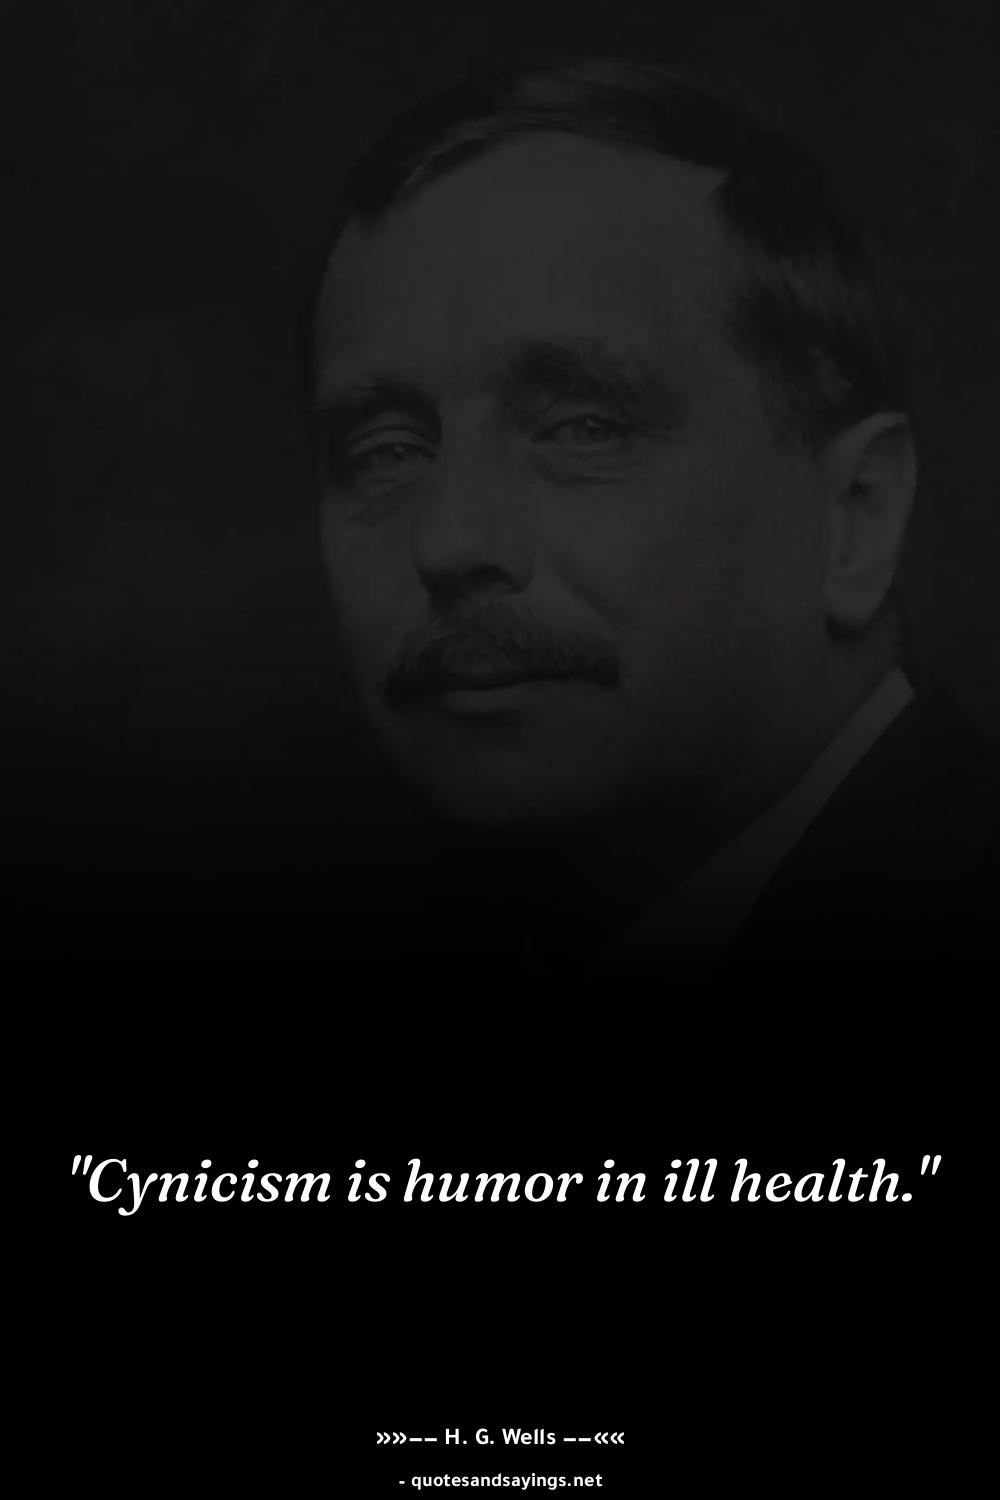 "Cynicism is humor in ill health."
»»−− H. G. Wells −−««
- quotesandsayings.net